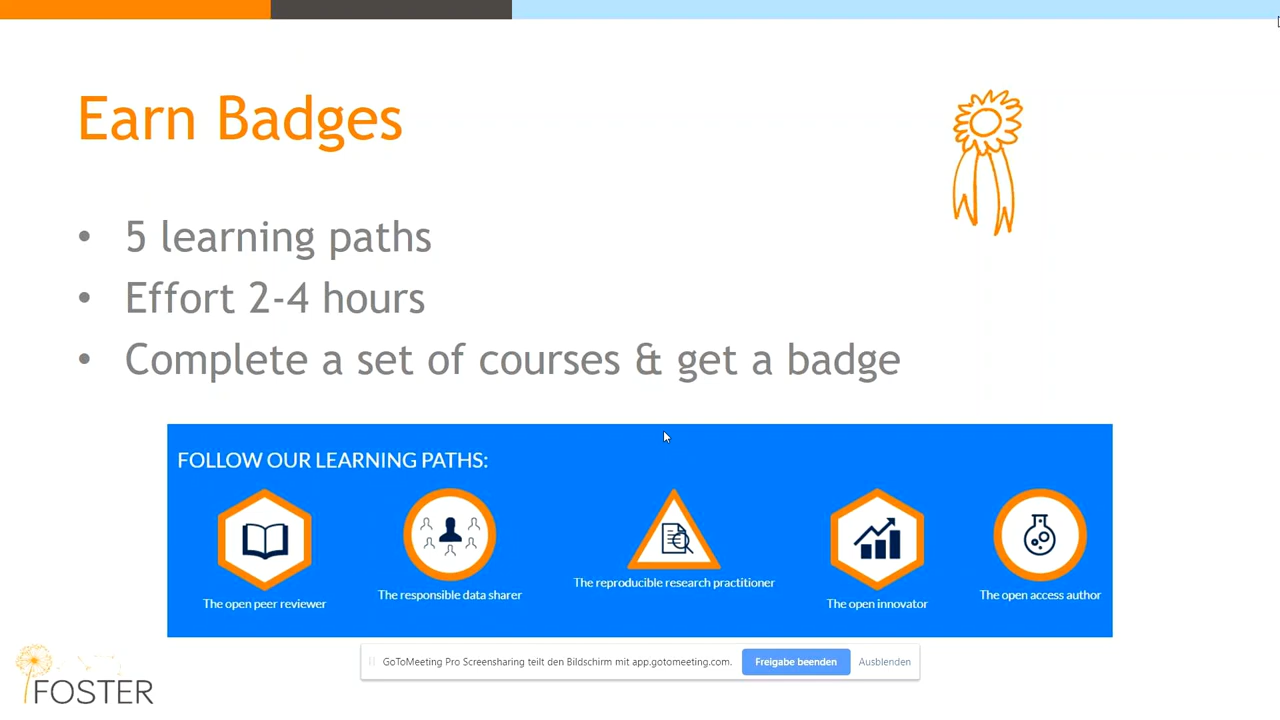 Earn Badges
• 5 learning paths
• Effort 2-4 hours
• Complete a set of courses & get a badge
FOLLOW OUR LEARNING PATHS:
The open peer reviewer
The responsible data sharer
The reproducible research practitioner
The open innovator
The open access author
GoToMeeting Pro Screensharing teilt den Bildschirm mit app.gotomeeting.com.
Freigabe beenden
Ausblenden
FOSTER